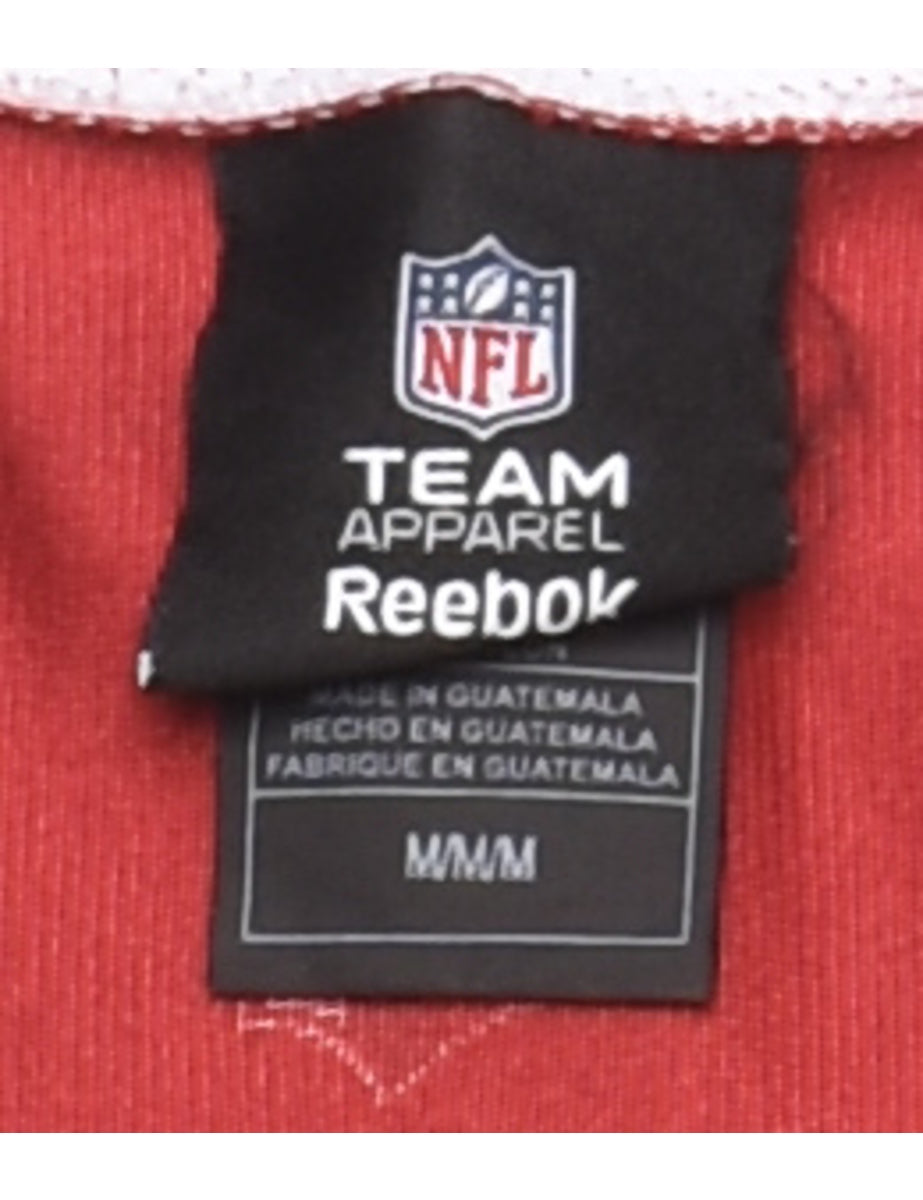 NFL
TEAM
APPAREL
Reebok
MADE IN GUATEMALA
HECHO EN GUATEMALA
FABRIQUE EN GUATEMALA
M/M/M